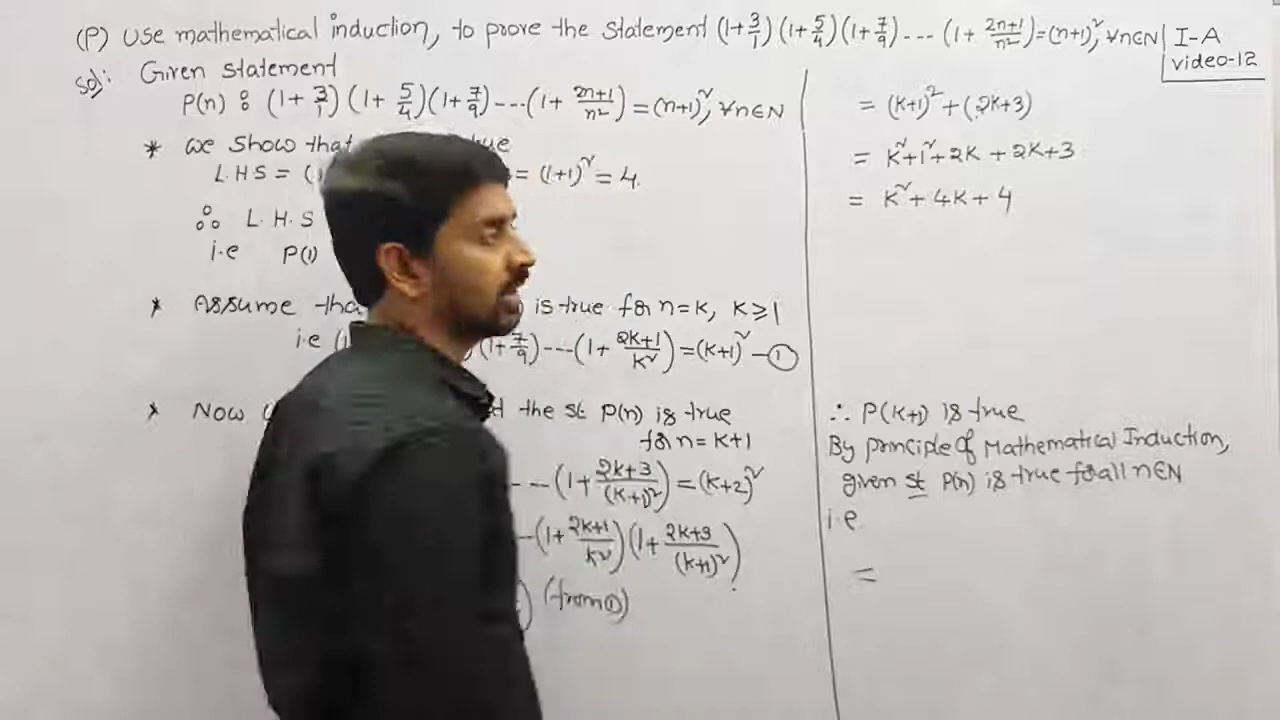 (P) Use mathematical induction, to prove the statement (1+3/1)(1+5/4)(1+7/9)---(1+ (2n+1)/n²)=(n+1)², ∀n∈N
I-A
video-12
Sol: Given statement
P(n) : (1+ 3/1)(1+ 5/4)(1+ 7/9)---(1+ (2n+1)/n²)=(n+1)², ∀n∈N
* We show that
L.H.S = (1 = (1+1)² = 4.
∴ L.H.S
i.e P(1)
* Assume tha is true for n=k, k≥1
i.e (1 (1+7/9)---(1+ (2k+1)/k²)=(k+1)² —①
* Now the st P(n) is true
for n=k+1
--(1+ (2k+3)/(k+1)²)=(k+2)²
-(1+ (2k+1)/k²)(1+ (2k+3)/(k+1)²)
(from①)
= (k+1)²+(2k+3)
= k²+1²+2k+2k+3
= k²+4k+4
∴ P(k+1) is true
By principle of Mathematical Induction,
given st P(n) is true for all n∈N
i.e
=